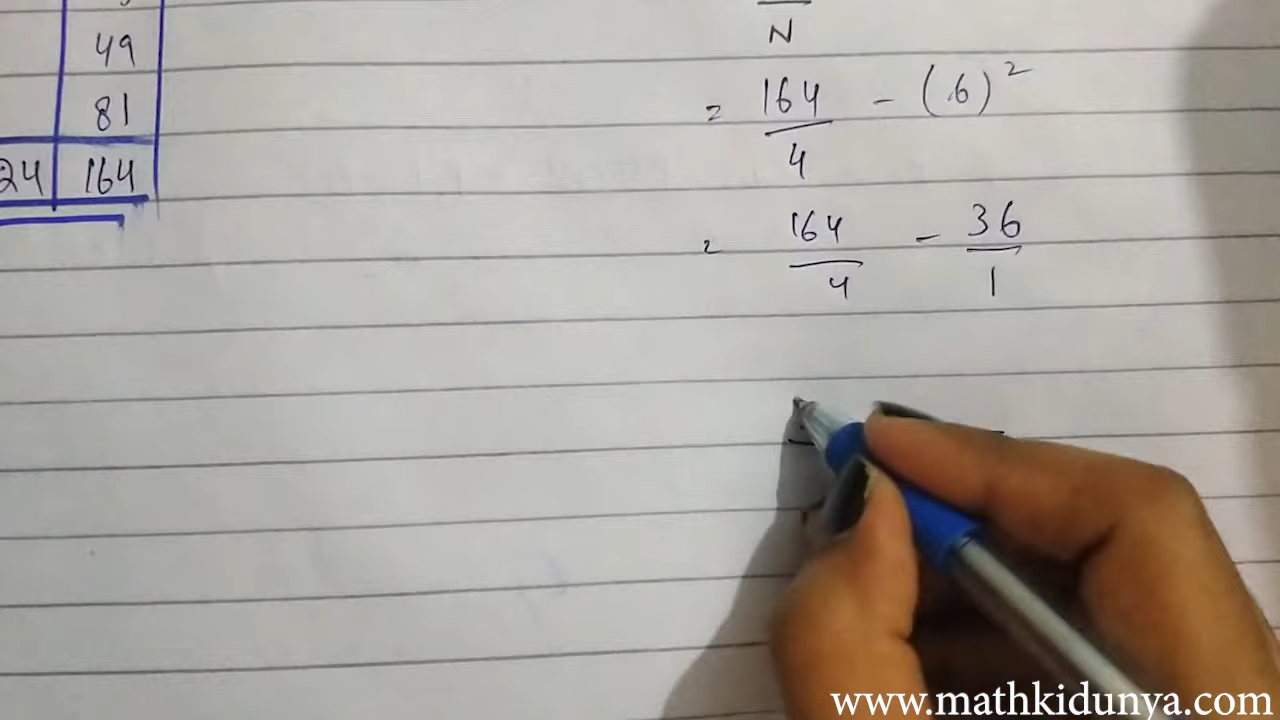 49
81
24 164
N
= 164/4 - (6)²
= 164/4 - 36/1
www.mathkidunya.com